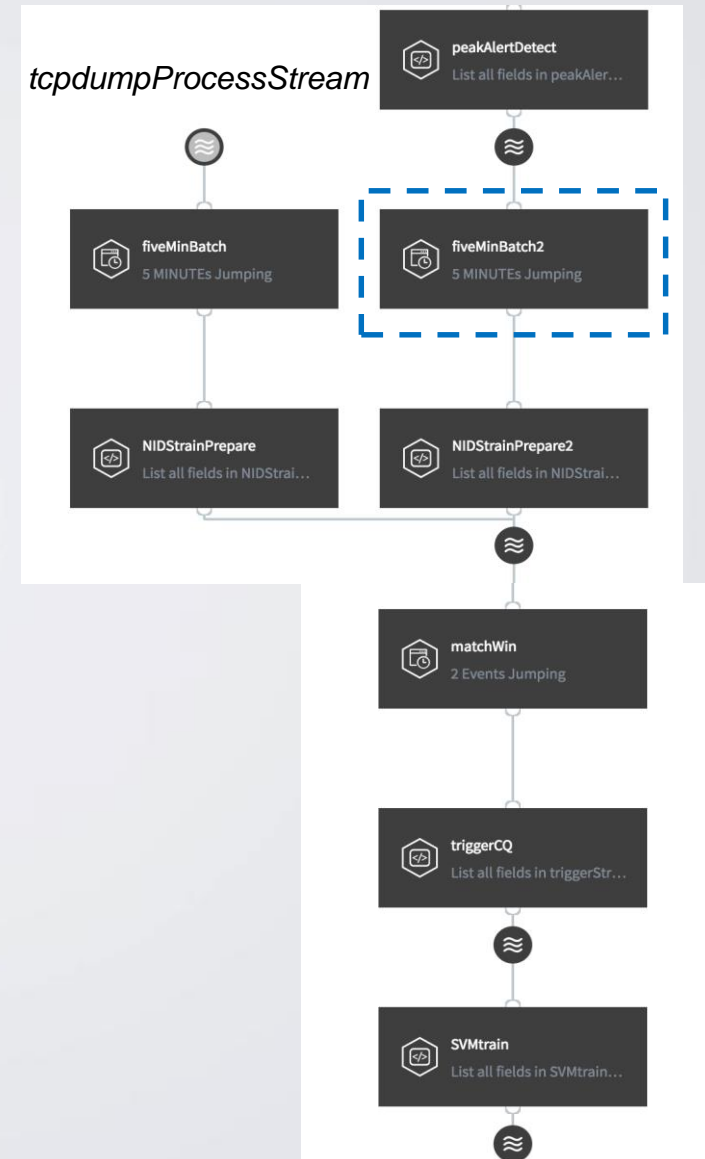 tcpdumpProcessStream
peakAlertDetect
List all fields in peakAler...
fiveMinBatch
5 MINUTEs Jumping
fiveMinBatch2
5 MINUTEs Jumping
NIDStrainPrepare
List all fields in NIDStrai...
NIDStrainPrepare2
List all fields in NIDStrai...
matchWin
2 Events Jumping
triggerCQ
List all fields in triggerStr...
SVMtrain
List all fields in SVMtrain...